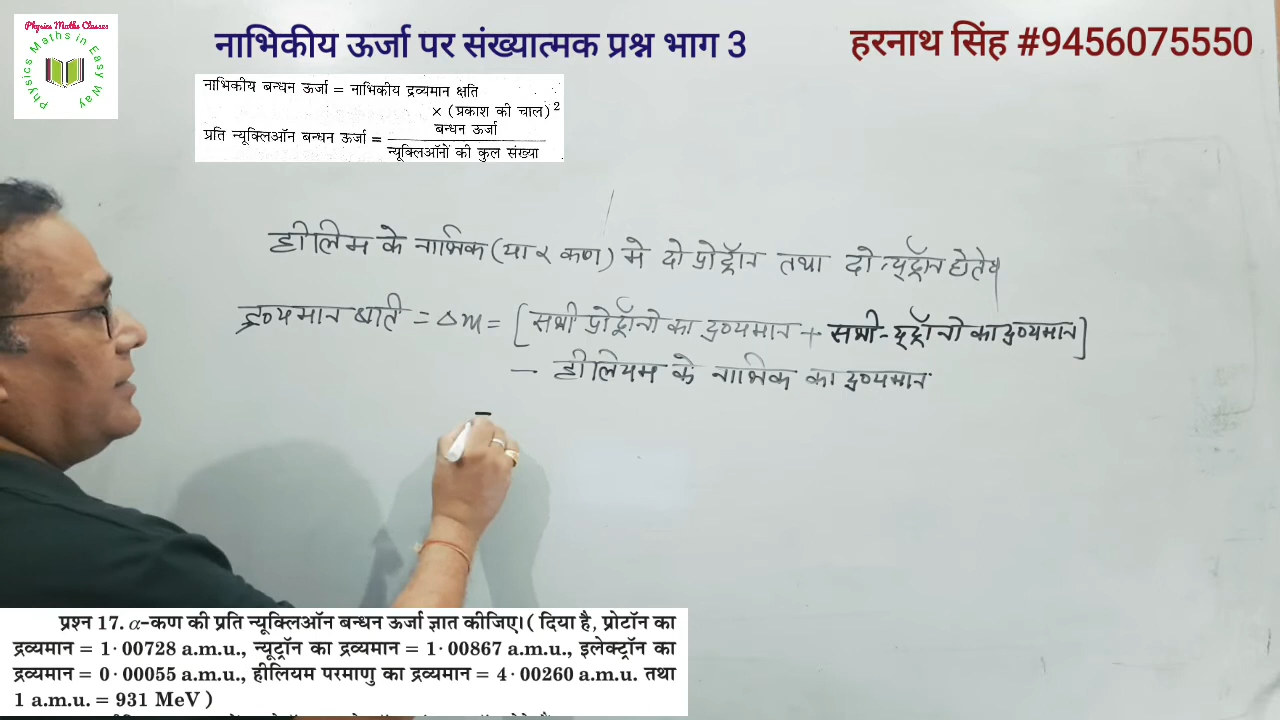 Physics Maths Classes
Physics Maths in Easy Way
नाभिकीय ऊर्जा पर संख्यात्मक प्रश्न भाग 3
हरनाथ सिंह #9456075550
नाभिकीय बन्धन ऊर्जा = नाभिकीय द्रव्यमान क्षति
× (प्रकाश की चाल)²
प्रति न्यूक्लिऑन बन्धन ऊर्जा = बन्धन ऊर्जा
न्यूक्लिऑनों की कुल संख्या
हीलिम के नाभिक (या α कण) मे दो प्रोट्रॉन तथा दो न्यूट्रॉन होते
द्रव्यमान क्षति = Δm = [सभी प्रोट्रॉनो का द्रव्यमान + सभी न्यूट्रॉनो का द्रव्यमान]
– हीलियम के नाभिक का द्रव्यमान
प्रश्न 17. α-कण की प्रति न्यूक्लिऑन बन्धन ऊर्जा ज्ञात कीजिए। ( दिया है, प्रोटॉन का
द्रव्यमान = 1·00728 a.m.u., न्यूट्रॉन का द्रव्यमान = 1·00867 a.m.u., इलेक्ट्रॉन का
द्रव्यमान = 0·00055 a.m.u., हीलियम परमाणु का द्रव्यमान = 4·00260 a.m.u. तथा
1 a.m.u. = 931 MeV )